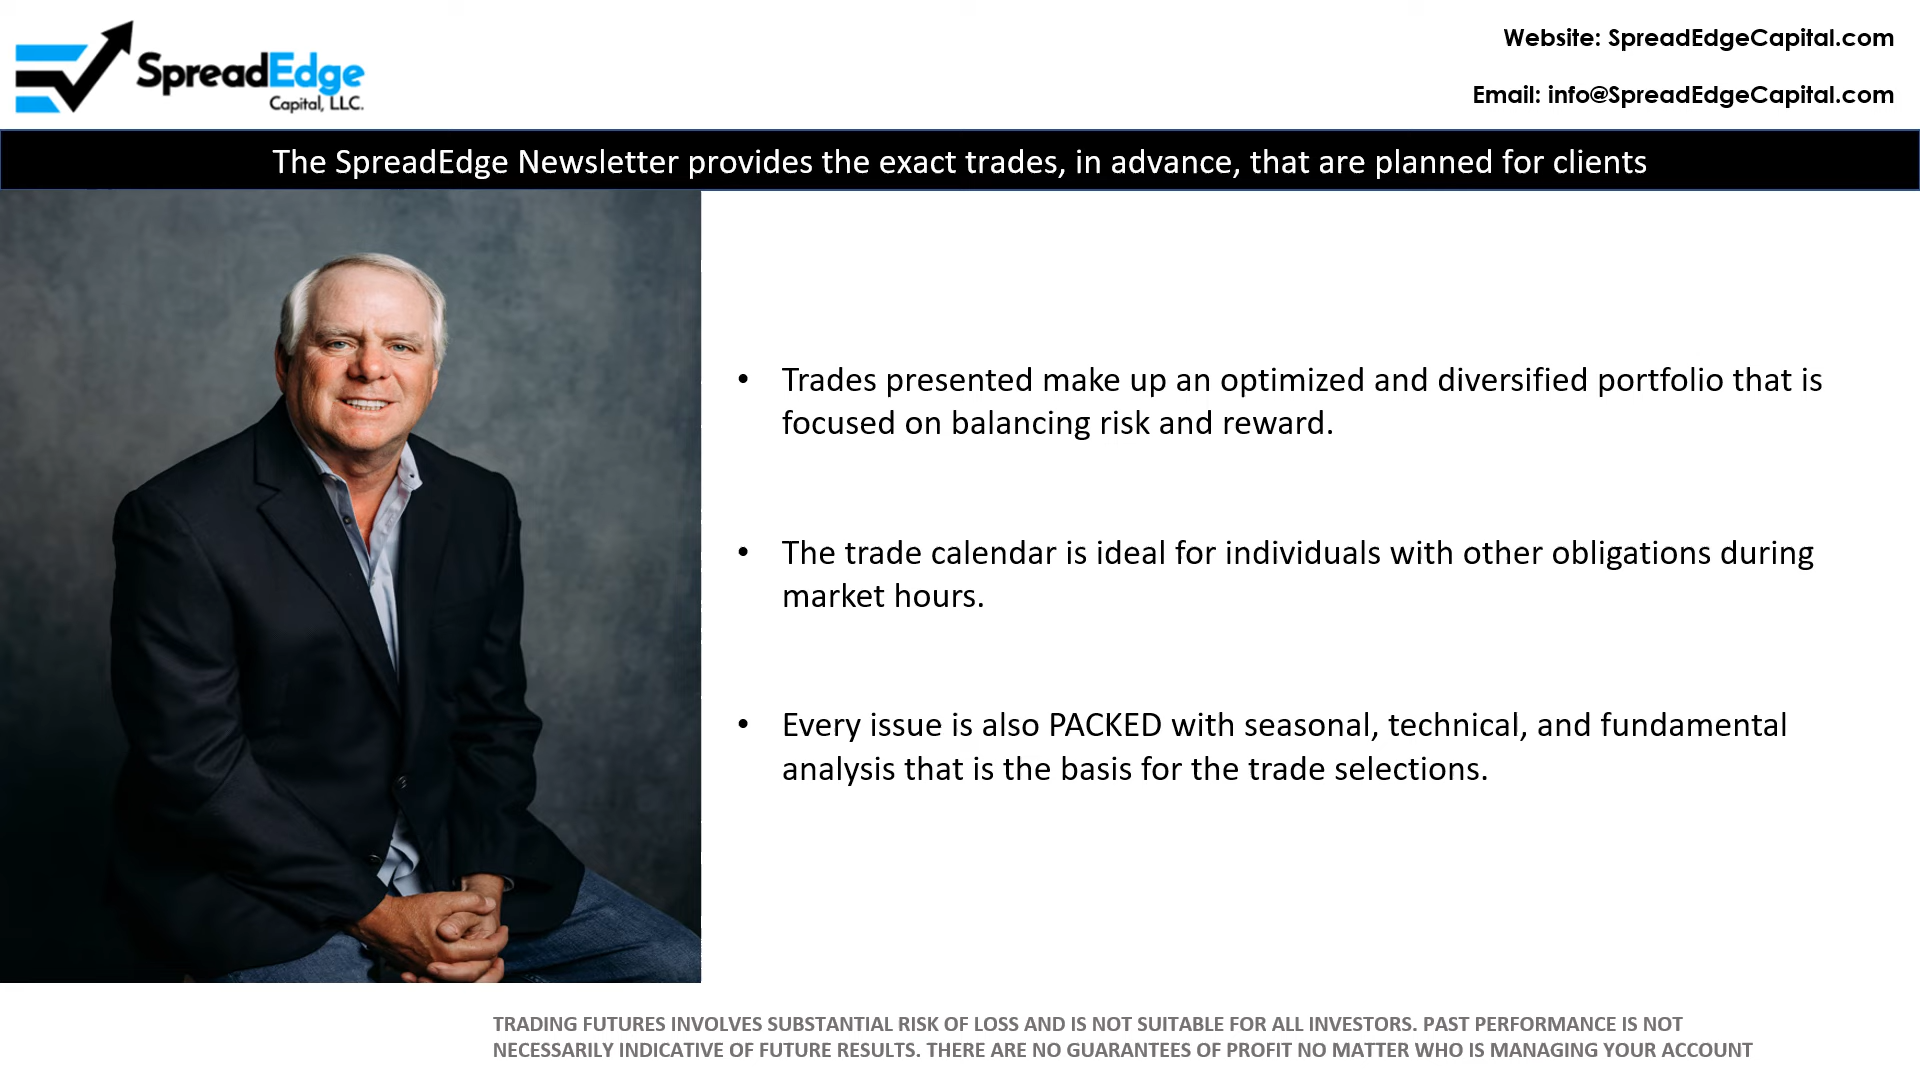 SpreadEdge
Capital, LLC.
Website: SpreadEdgeCapital.com
Email: info@SpreadEdgeCapital.com
The SpreadEdge Newsletter provides the exact trades, in advance, that are planned for clients
• Trades presented make up an optimized and diversified portfolio that is
focused on balancing risk and reward.
• The trade calendar is ideal for individuals with other obligations during
market hours.
• Every issue is also PACKED with seasonal, technical, and fundamental
analysis that is the basis for the trade selections.
TRADING FUTURES INVOLVES SUBSTANTIAL RISK OF LOSS AND IS NOT SUITABLE FOR ALL INVESTORS. PAST PERFORMANCE IS NOT
NECESSARILY INDICATIVE OF FUTURE RESULTS. THERE ARE NO GUARANTEES OF PROFIT NO MATTER WHO IS MANAGING YOUR ACCOUNT